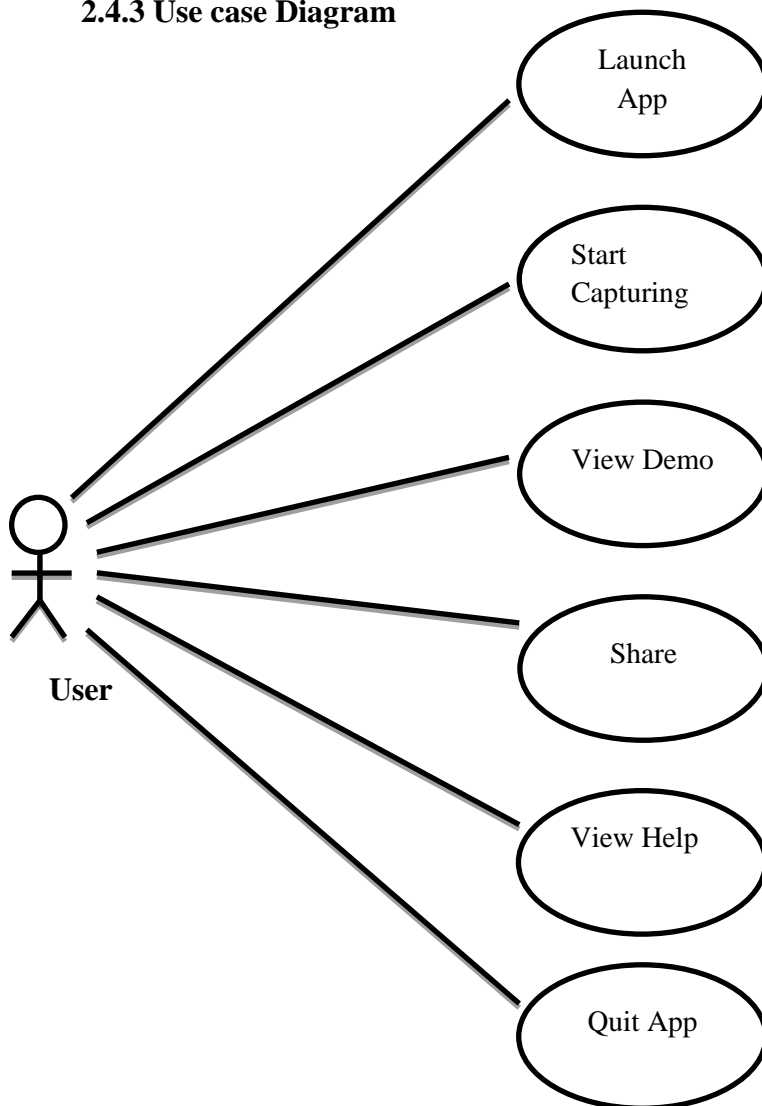 2.4.3 Use case Diagram
Launch
App
Start
Capturing
View Demo
Share
User
View Help
Quit App